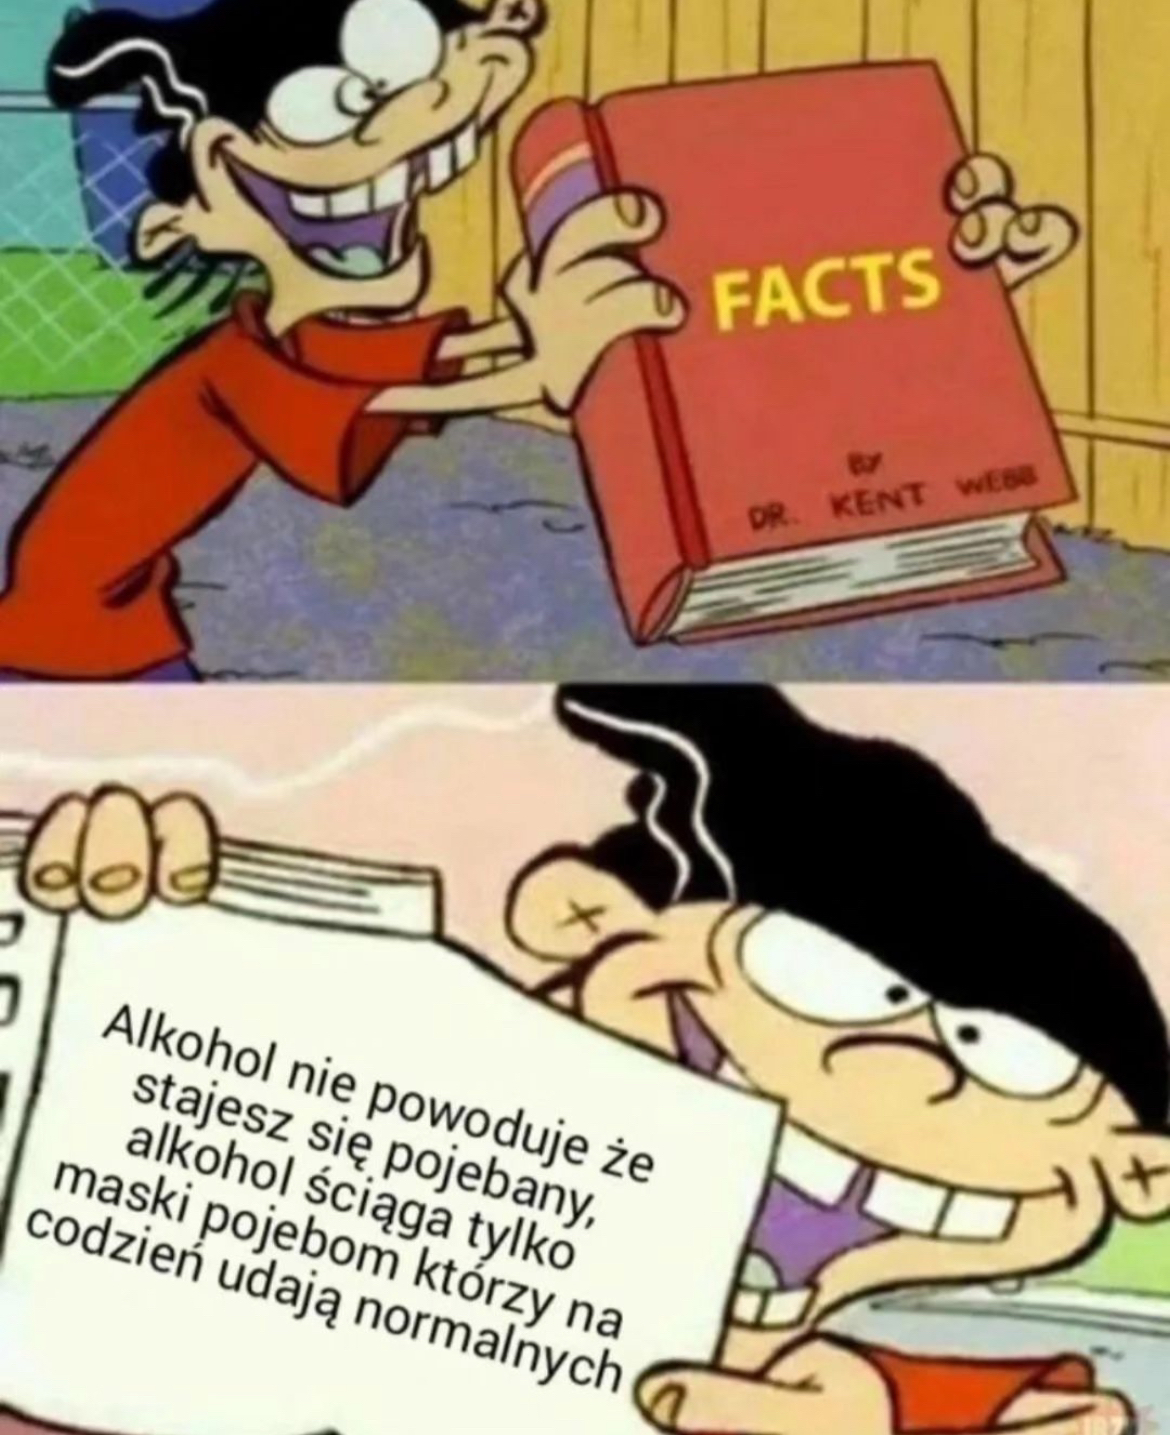 FACTS
BY
DR. KENT WEBB
Alkohol nie powoduje że
stajesz się pojebany,
alkohol ściąga tylko
maski pojebom którzy na
codzień udają normalnych